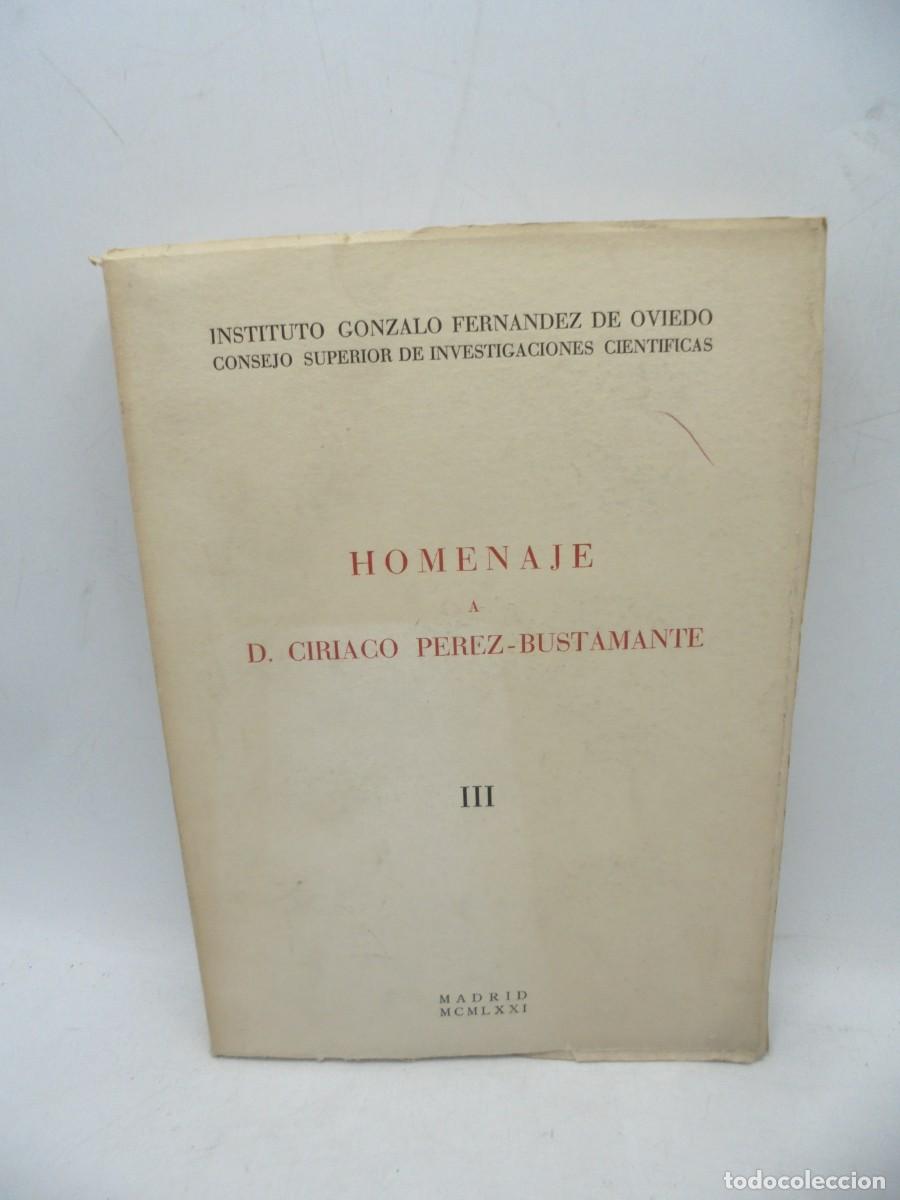 INSTITUTO GONZALO FERNANDEZ DE OVIEDO
CONSEJO SUPERIOR DE INVESTIGACIONES CIENTIFICAS
HOMENAJE
A
D. CIRIACO PEREZ-BUSTAMANTE
III
MADRID
MCMLXXI
todocoleccion